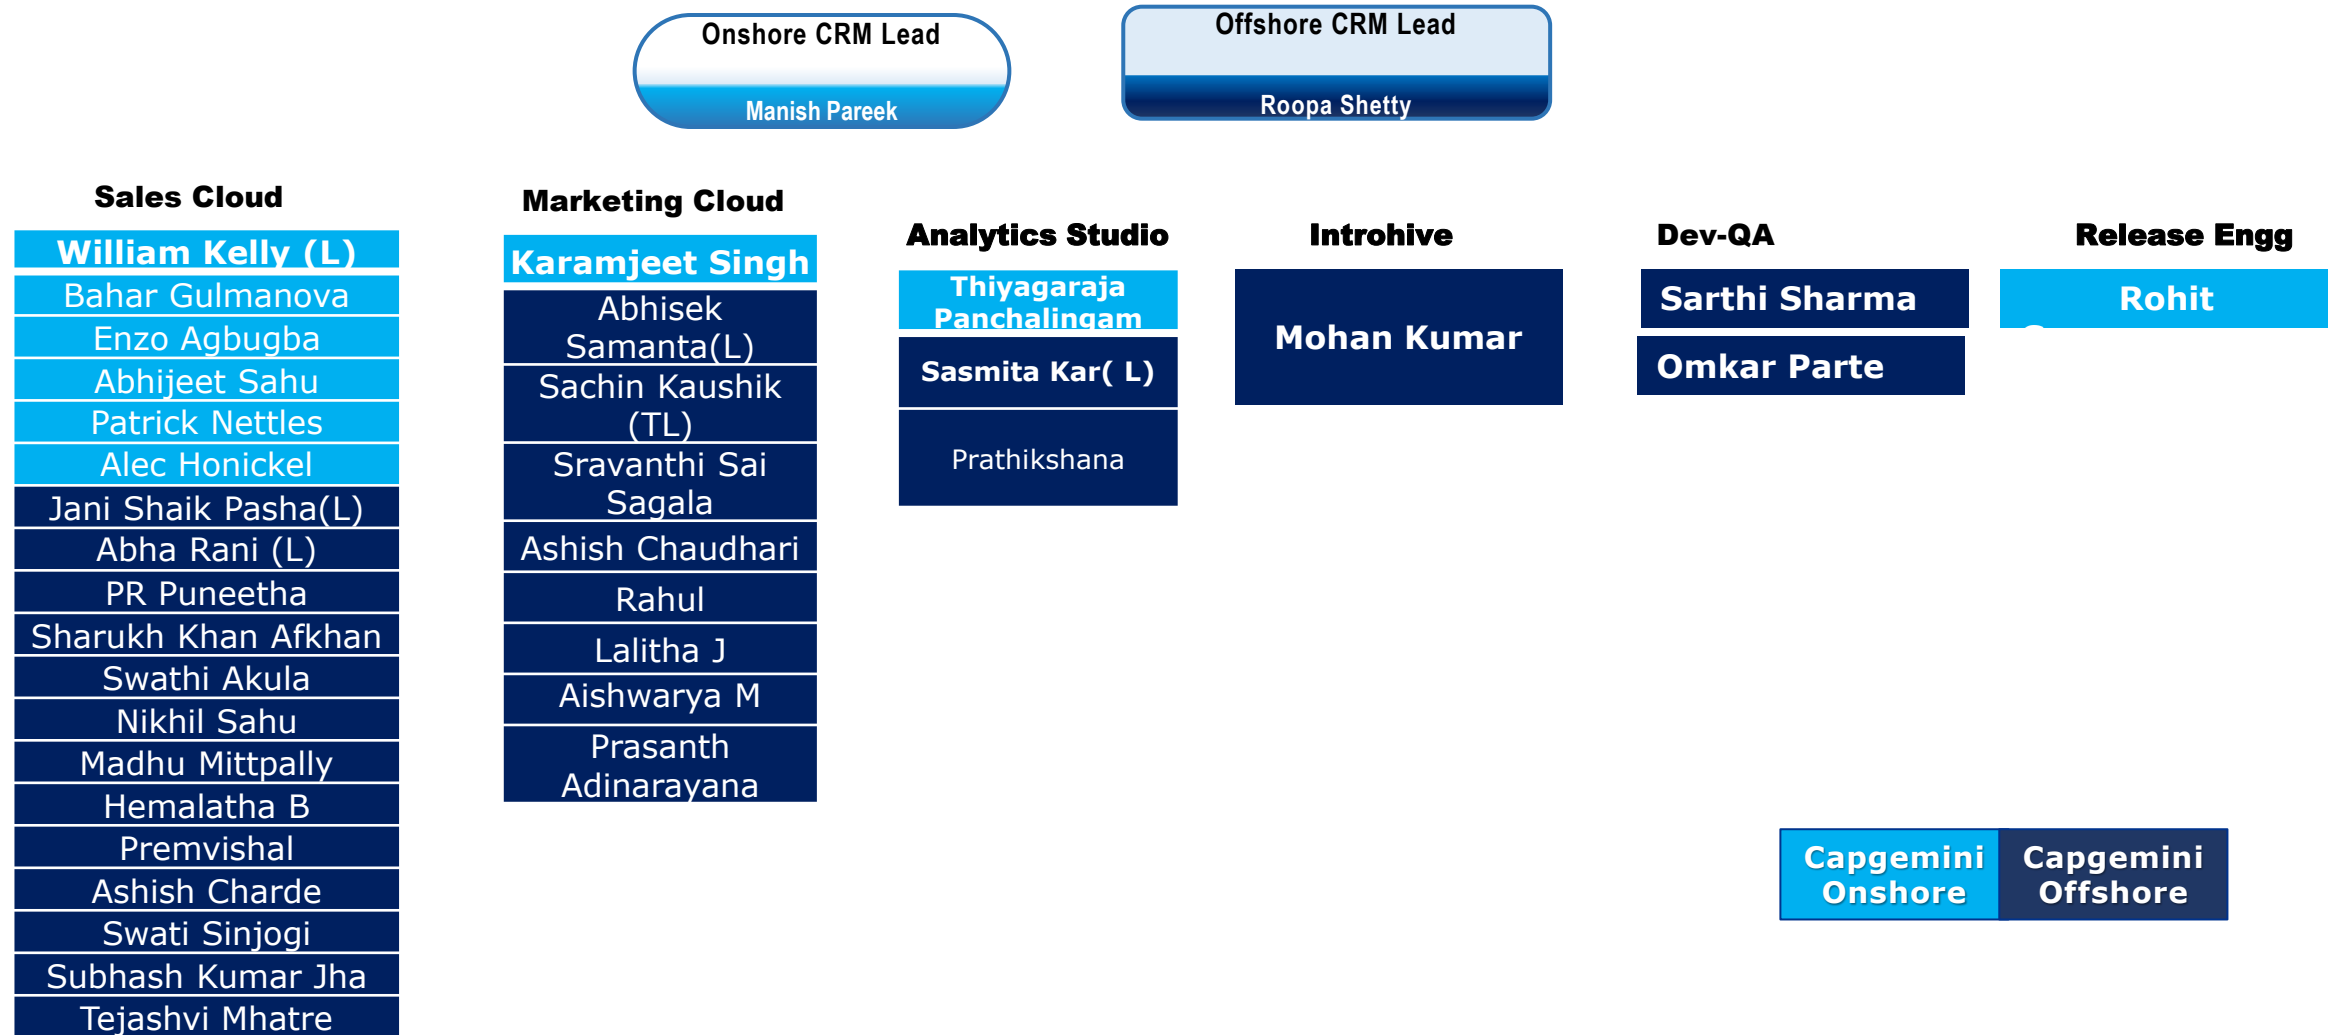 Onshore CRM Lead
Manish Pareek
Offshore CRM Lead
Roopa Shetty
Sales Cloud
William Kelly (L)
Bahar Gulmanova
Enzo Agbugba
Abhijeet Sahu
Patrick Nettles
Alec Honickel
Jani Shaik Pasha(L)
Abha Rani (L)
PR Puneetha
Sharukh Khan Afkhan
Swathi Akula
Nikhil Sahu
Madhu Mittpally
Hemalatha B
Premvishal
Ashish Charde
Swati Sinjogi
Subhash Kumar Jha
Tejashvi Mhatre
Marketing Cloud
Karamjeet Singh
Abhisek
Samanta(L)
Sachin Kaushik
(TL)
Sravanthi Sai
Sagala
Ashish Chaudhari
Rahul
Lalitha J
Aishwarya M
Prasanth
Adinarayana
Analytics Studio
Thiyagaraja
Panchalingam
Sasmita Kar( L)
Prathikshana
Introhive
Mohan Kumar
Dev-QA
Sarthi Sharma
Omkar Parte
Release Engg
Rohit
Capgemini
Onshore
Capgemini
Offshore